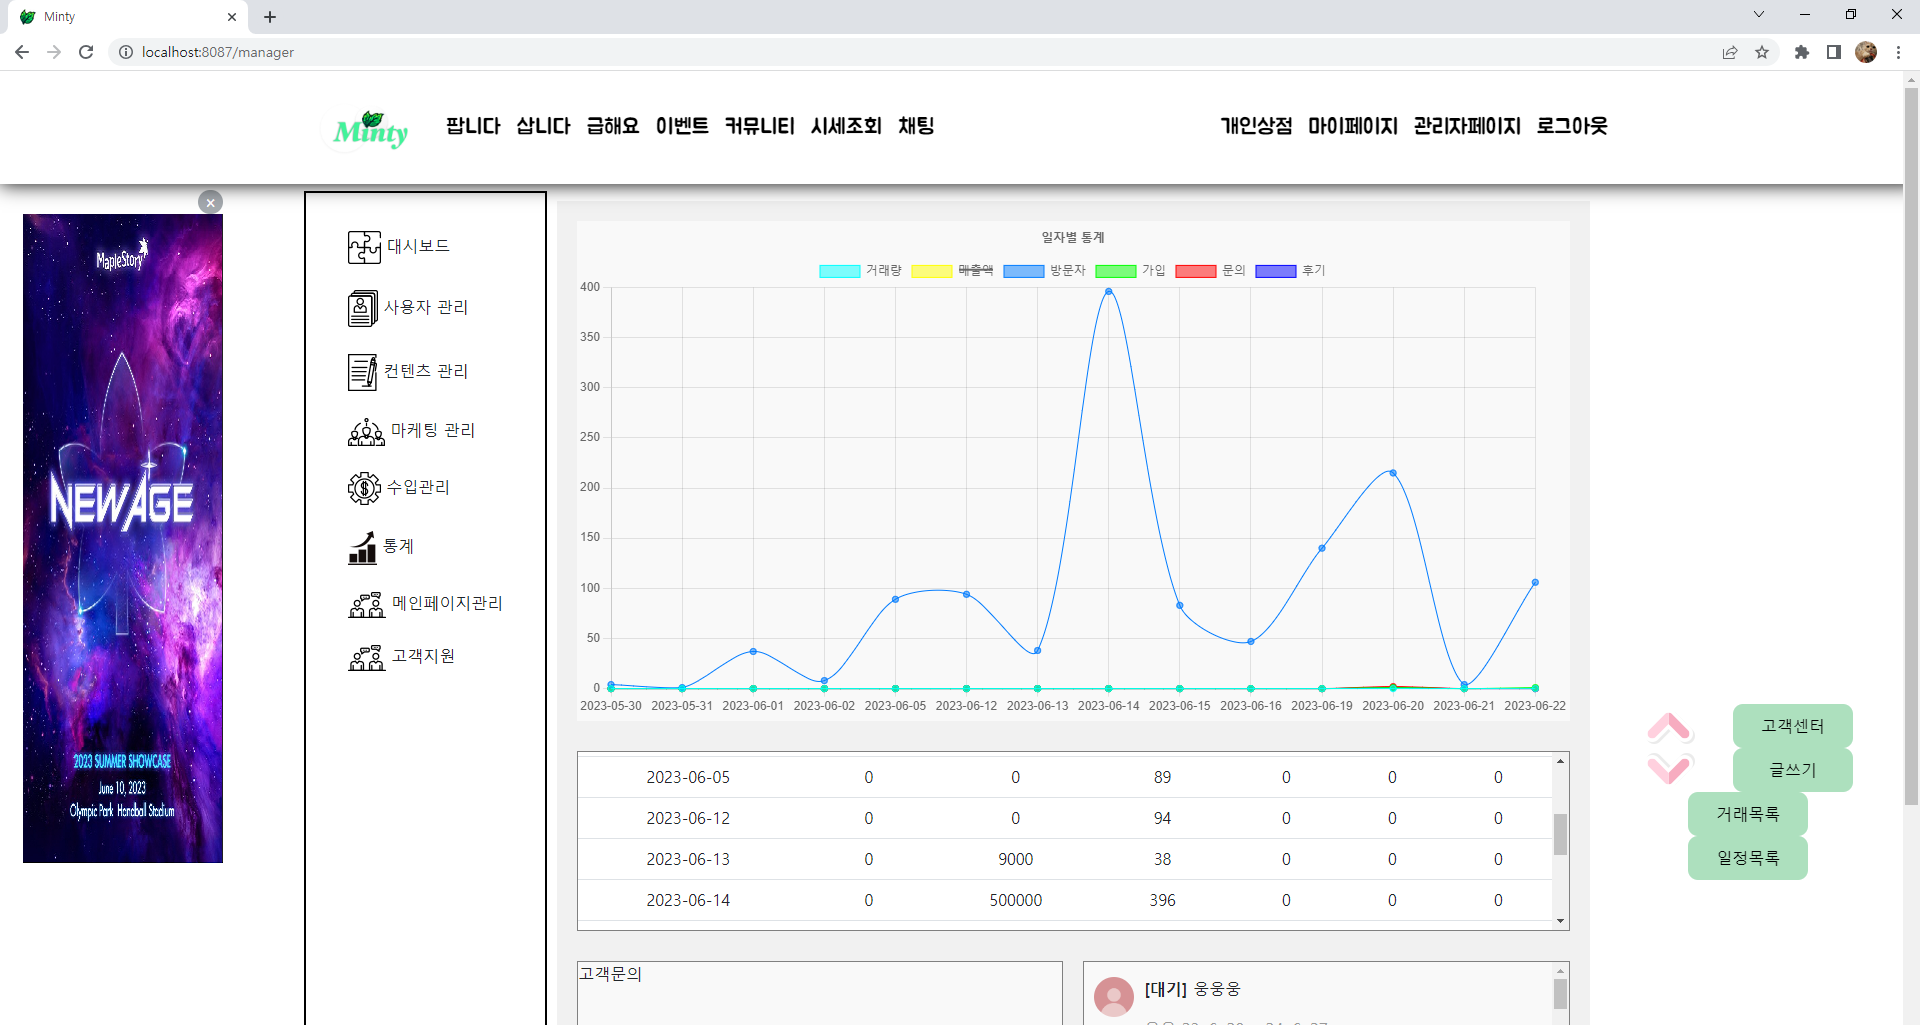 Minty
localhost:8087/manager
Minty 팝니다 삽니다 급해요 이벤트 커뮤니티 시세조회 채팅 개인상점 마이페이지 관리자페이지 로그아웃
MapleStory
NEW AGE
2023 SUMMER SHOWCASE
June 10, 2023
Olympic Park Handball Stadium
대시보드
사용자 관리
컨텐츠 관리
마케팅 관리
수입관리
통계
메인페이지관리
고객지원
일자별 통계
거래량 매출액 방문자 가입 문의 후기
400
350
300
250
200
150
100
50
0
2023-05-30 2023-05-31 2023-06-01 2023-06-02 2023-06-05 2023-06-12 2023-06-13 2023-06-14 2023-06-15 2023-06-16 2023-06-19 2023-06-20 2023-06-21 2023-06-22
2023-06-05 0 0 89 0 0 0
2023-06-12 0 0 94 0 0 0
2023-06-13 0 9000 38 0 0 0
2023-06-14 0 500000 396 0 0 0
고객문의
[대기] 웅웅웅
고객센터
글쓰기
거래목록
일정목록